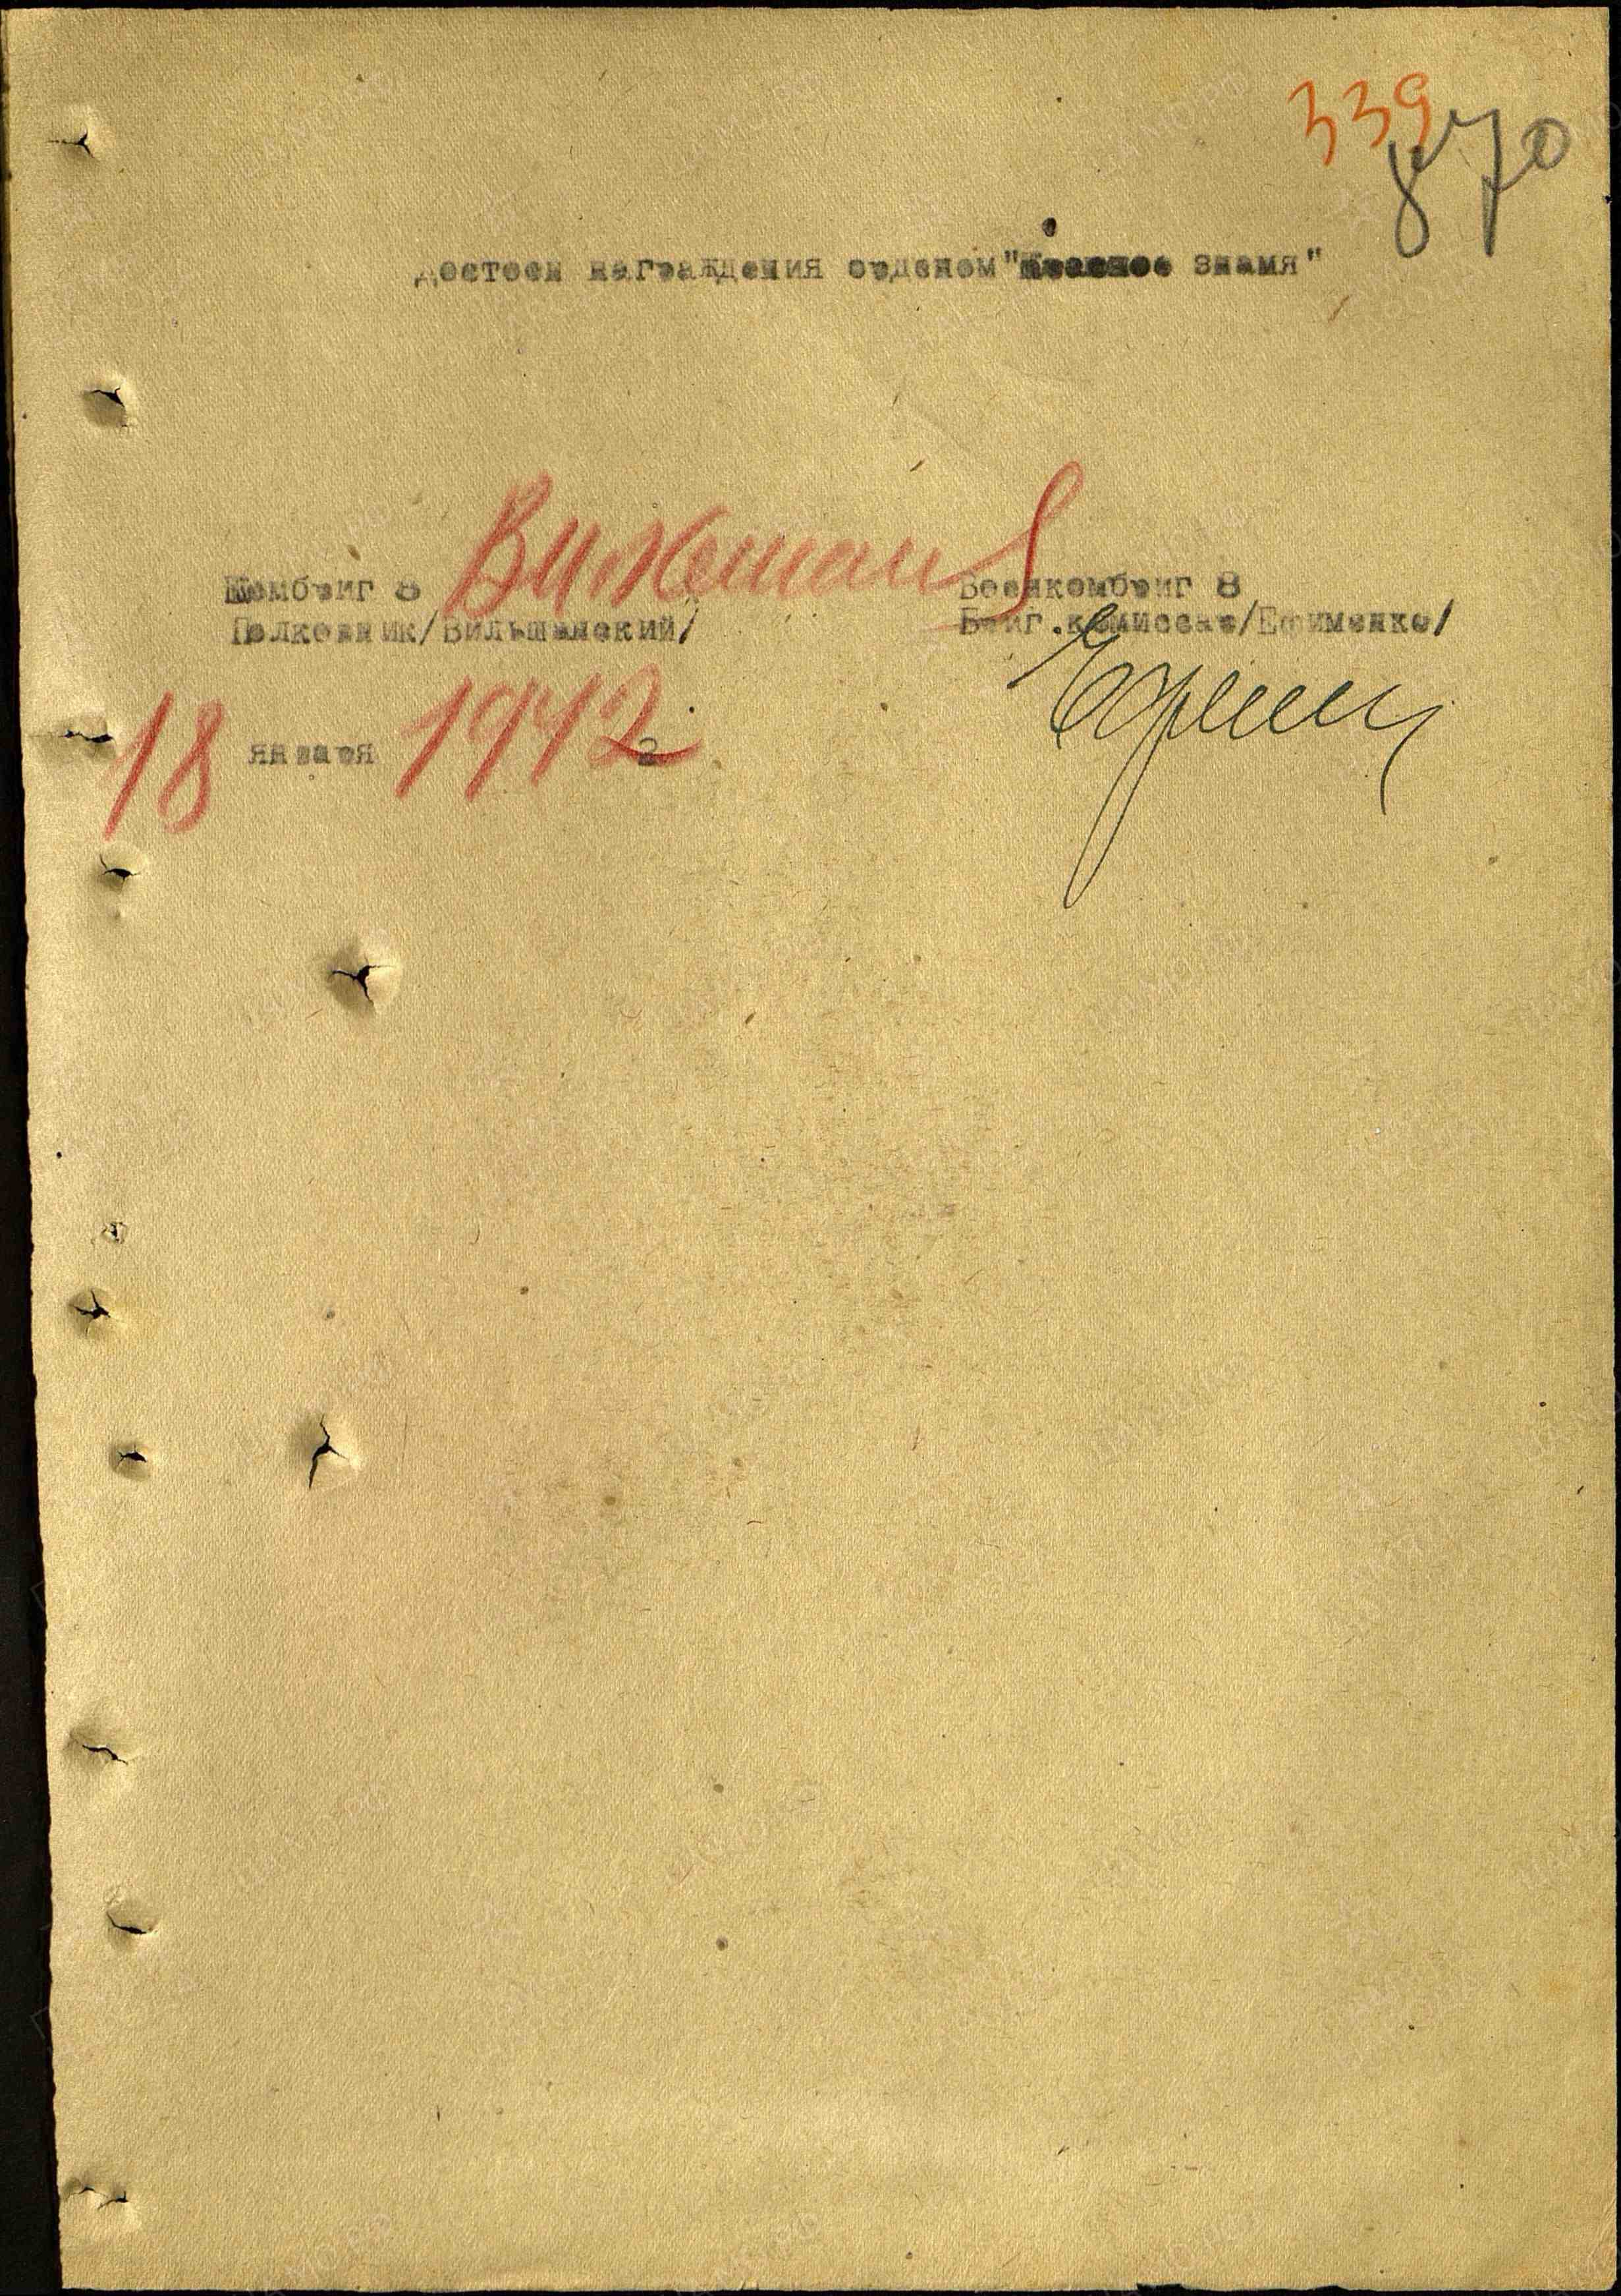 339
870
достоен награждения орденом "Красное знамя"
Комбриг 8
Полковник/Вильшанский/
Военкомбриг 8
Бриг.комиссар/Ефименко/
18 января 1942 г